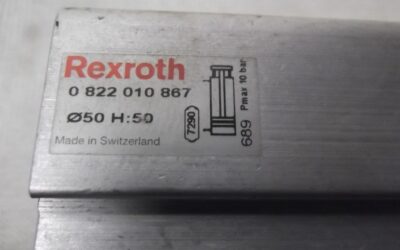 Rexroth
0 822 010 867
Ø50 H:50
Made in Switzerland
7290
689
Pmax 10 bar